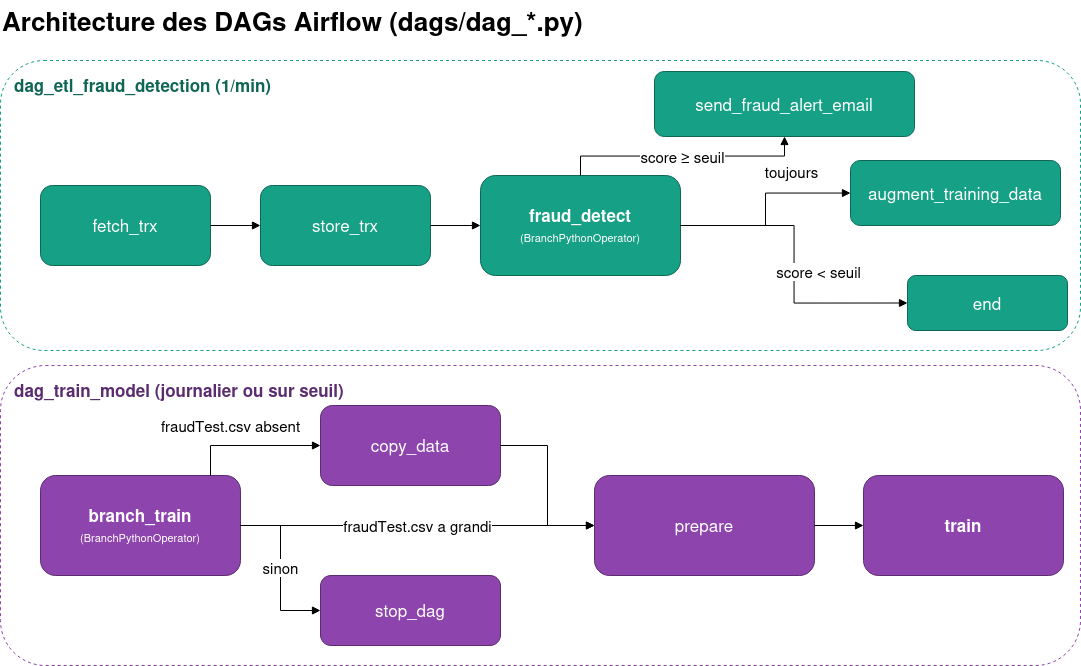 Architecture des DAGs Airflow (dags/dag_*.py)
dag_etl_fraud_detection (1/min)
send_fraud_alert_email
score ≥ seuil
toujours
augment_training_data
fetch_trx
store_trx
fraud_detect
(BranchPythonOperator)
score < seuil
end
dag_train_model (journalier ou sur seuil)
fraudTest.csv absent
copy_data
branch_train
(BranchPythonOperator)
fraudTest.csv a grandi
prepare
train
sinon
stop_dag